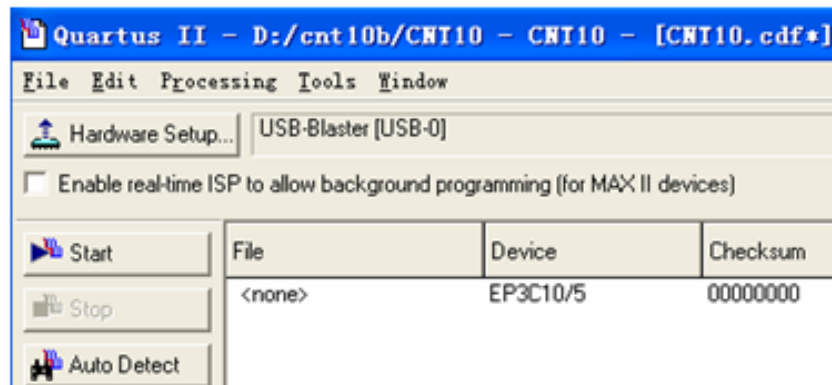 Quartus II - D:/cnt10b/CNT10 - CNT10 - [CNT10.cdf*]
File Edit Processing Tools Window
Hardware Setup... USB-Blaster [USB-0]
Enable real-time ISP to allow background programming (for MAX II devices)
Start File Device Checksum
<none> EP3C10/5 00000000
Stop
Auto Detect